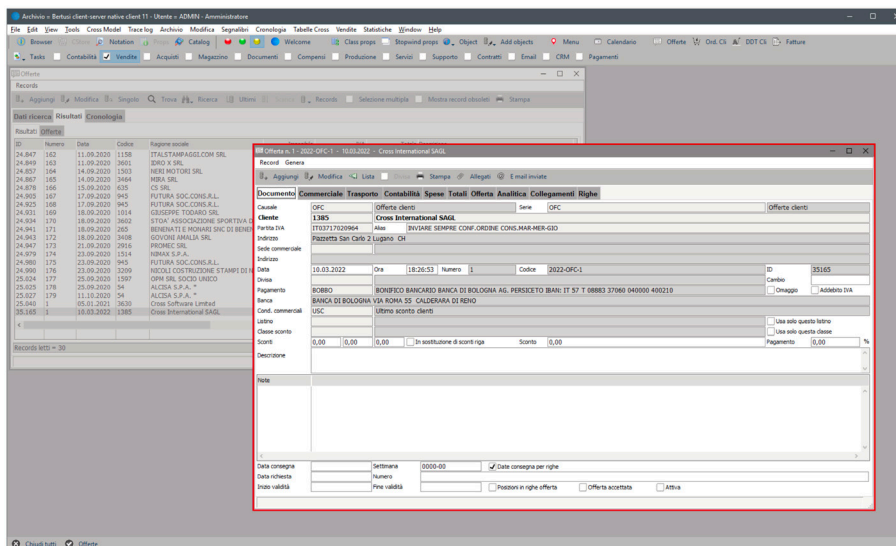 Archivio = Bertusi client-server native client 11 - Utente = ADMIN - Amministratore
File Edit View Tools Cross Model Trace log Archivio Modifica Segnalibri Cronologia Tabelle Cross Vendite Statistiche Window Help
Browser Notation Catalog Welcome Class props Stopwind props Object Add objects Menu Calendario Offerte Ord. Cli DDT Cli Fatture
Tasks Contabilità Vendite Acquisti Magazzino Documenti Compensi Produzione Servizi Supporto Contratti Email CRM Pagamenti
Offerte
Records
Aggiungi Modifica Singolo Trova Ricerca Ultimi Records Selezione multipla Mostra record obsoleti Stampa
Dati ricerca Risultati Cronologia
Risultati Offerta
ID Numero Data Codice Ragione sociale
24.847 162 11.09.2020 1158 ITALSTAMPAGGI.COM SRL
24.849 163 11.09.2020 3601 IDRO X SRL
24.857 164 14.09.2020 1503 NERI MOTORI SRL
24.867 165 14.09.2020 3464 MIRA SRL
24.878 166 15.09.2020 635 CS SRL
24.905 167 17.09.2020 945 FUTURA SOC.CONS.R.L.
24.925 168 17.09.2020 945 FUTURA SOC.CONS.R.L.
24.931 169 18.09.2020 1014 GIUSEPPE TODARO SRL
24.934 170 18.09.2020 3602 STOA' ASSOCIAZIONE SPORTIVA D
24.941 171 18.09.2020 265 BENENATI E MONARI SNC DI BENE
24.943 172 18.09.2020 3408 GOVONI AMALIA SRL
24.947 173 21.09.2020 2916 PROMEC SRL
24.979 174 23.09.2020 1514 NIMAX S.P.A.
24.980 175 23.09.2020 945 FUTURA SOC.CONS.R.L.
24.990 176 23.09.2020 3209 NICOLI COSTRUZIONE STAMPI DI N
25.024 177 25.09.2020 1597 OPM SRL SOCIO UNICO
25.025 178 25.09.2020 54 ALCISA S.P.A. *
25.027 179 11.10.2020 54 ALCISA S.P.A. *
25.040 1 05.01.2021 3630 Cross Software Limited
35.165 1 10.03.2022 1385 Cross International SAGL
Records letti = 30
Offerta n. 1 - 2022-OFC-1 - 10.03.2022 - Cross International SAGL
Record Genera
Aggiungi Modifica Lista Stampa Allegati E mail inviate
Documento Commerciale Trasporto Contabilità Spese Totali Offerta Analitica Collegamenti Righe
Causale OFC Offerte clienti Serie OFC Offerte clienti
Cliente 1385 Cross International SAGL
Partita IVA IT03717020964 Alias INVIARE SEMPRE CONF.ORDINE CONS.MAR-MER-GIO
Indirizzo Piazzetta San Carlo 2 Lugano CH
Sede commerciale
Indirizzo
Data 10.03.2022 Ora 18:26:53 Numero 1 Codice 2022-OFC-1 ID 35165
Divisa Cambio
Pagamento BOBBO BONIFICO BANCARIO BANCA DI BOLOGNA AG. PERSICETO IBAN: IT 57 T 08883 37060 040000 400210 Omaggio Addebito IVA
Banca BANCA DI BOLOGNA VIA ROMA 55 CALDERARA DI RENO
Cond. commerciali USC Ultimo sconto clienti
Listino Usa solo questo listino
Classe sconto Usa solo questa classe
Sconti 0,00 0,00 0,00 In sostituzione di sconti riga Sconto 0,00 Pagamento 0,00 %
Descrizione
Note
Data consegna Settimana 0000-00 Date consegna per righe
Data richiesta Numero
Inizio validità Fine validità Posizioni in righe offerta Offerta accettata Attiva
Chiudi tutti Offerte